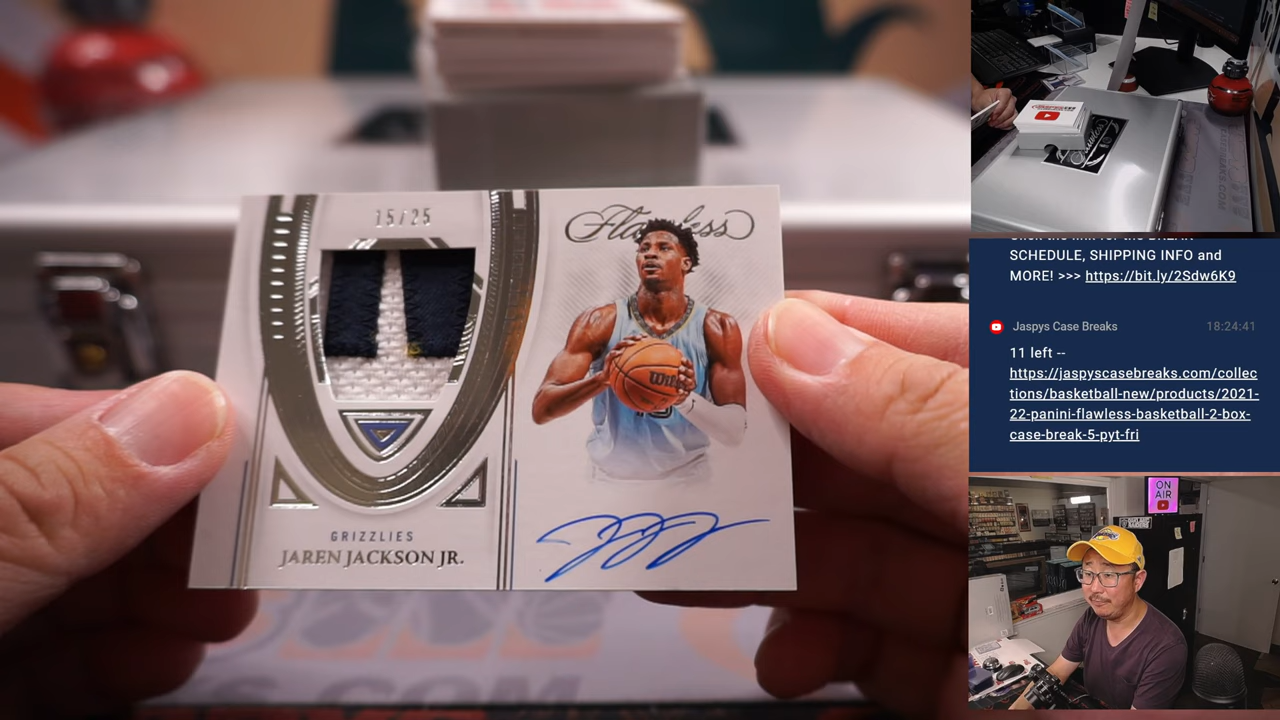 15/25
Flawless
Wilson
GRIZZLIES
JAREN JACKSON JR.
JJJ
SCHEDULE, SHIPPING INFO and
MORE! >>> https://bit.ly/2Sdw6K9
Jaspys Case Breaks
18:24:41
11 left --
https://jaspyscasebreaks.com/collec
tions/basketball-new/products/2021-
22-panini-flawless-basketball-2-box-
case-break-5-pyt-fri
ON
AIR